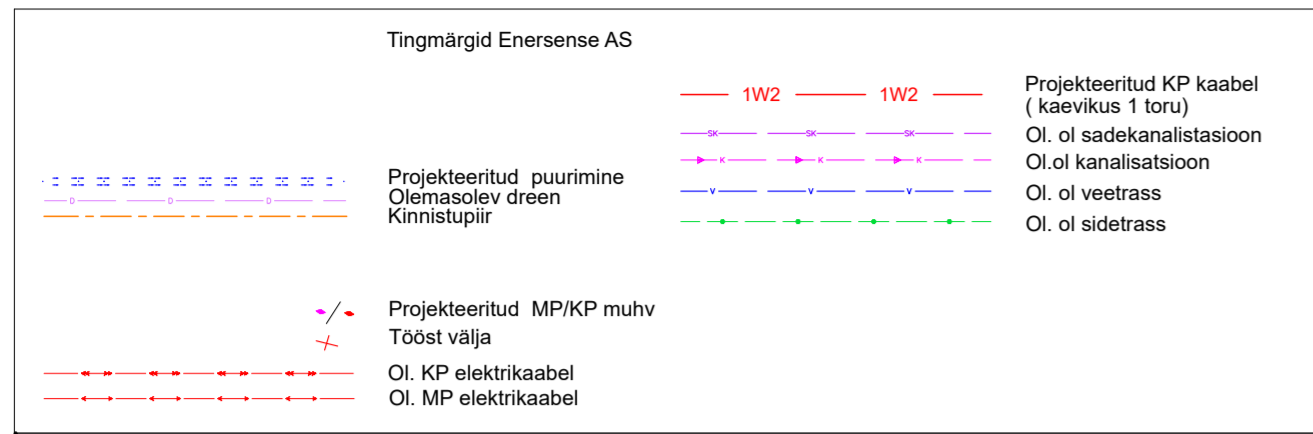 Tingmärgid Enersense AS
Projekteeritud puurimine
D D D Olemasolev dreen
Kinnistupiir
Projekteeritud MP/KP muhv
Tööst välja
Ol. KP elektrikaabel
Ol. MP elektrikaabel
1W2 1W2 Projekteeritud KP kaabel
( kaevikus 1 toru)
SK SK SK Ol. ol sadekanalistasioon
K K K Ol.ol kanalisatsioon
V V V Ol. ol veetrass
Ol. ol sidetrass